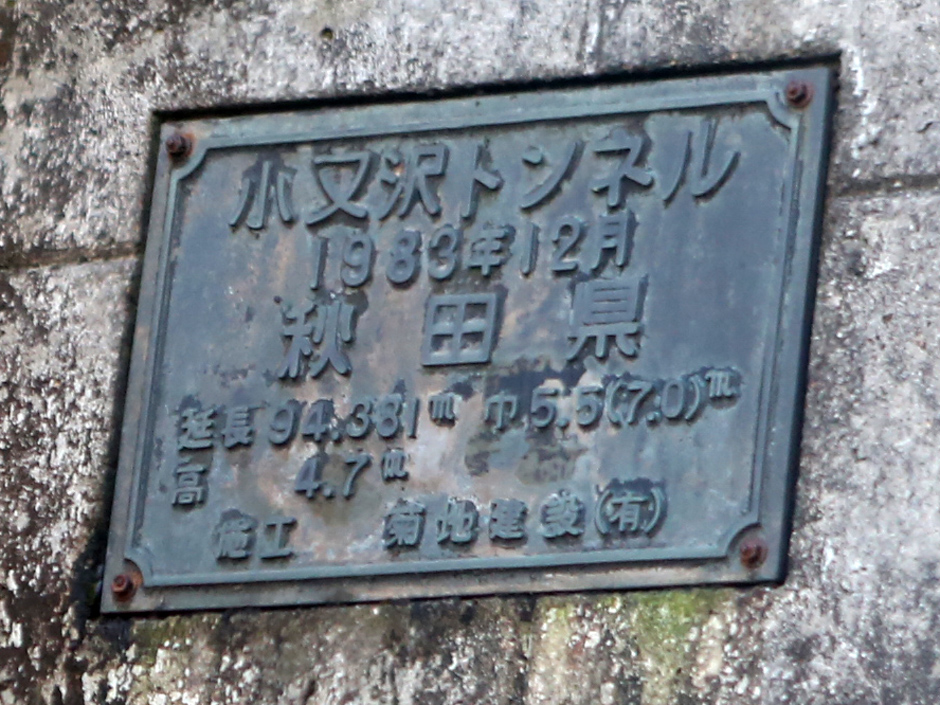 小又沢トンネル
1983年12月
秋田県
延長94.381m 巾5.5(7.0)m
高 4.7m
施工 菊地建設(有)